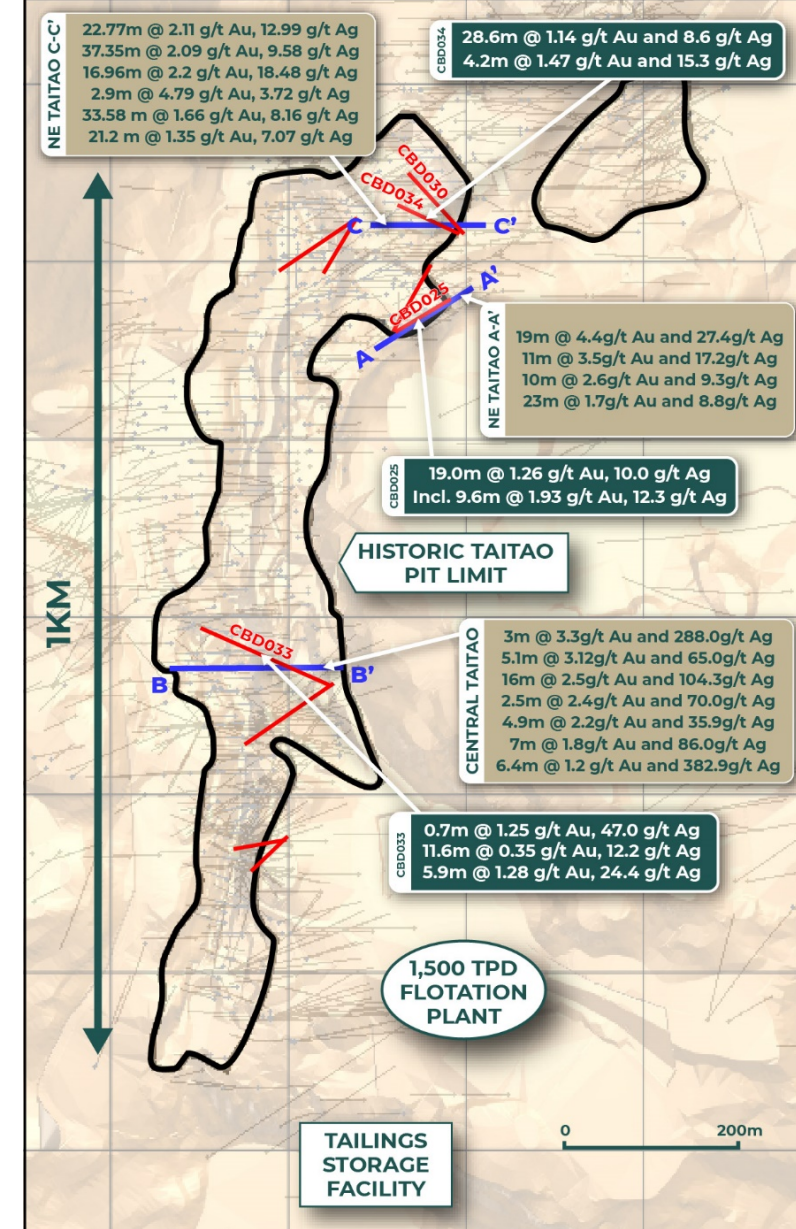 NE TAITAO C-C'
22.77m @ 2.11 g/t Au, 12.99 g/t Ag
37.35m @ 2.09 g/t Au, 9.58 g/t Ag
16.96m @ 2.2 g/t Au, 18.48 g/t Ag
2.9m @ 4.79 g/t Au, 3.72 g/t Ag
33.58 m @ 1.66 g/t Au, 8.16 g/t Ag
21.2 m @ 1.35 g/t Au, 7.07 g/t Ag
CBD034
28.6m @ 1.14 g/t Au and 8.6 g/t Ag
4.2m @ 1.47 g/t Au and 15.3 g/t Ag
CBD030
CBD034
C
C'
A'
CBD025
A
NE TAITAO A-A'
19m @ 4.4g/t Au and 27.4g/t Ag
11m @ 3.5g/t Au and 17.2g/t Ag
10m @ 2.6g/t Au and 9.3g/t Ag
23m @ 1.7g/t Au and 8.8g/t Ag
CBD025
19.0m @ 1.26 g/t Au, 10.0 g/t Ag
Incl. 9.6m @ 1.93 g/t Au, 12.3 g/t Ag
HISTORIC TAITAO
PIT LIMIT
1KM
CBD033
B
B'
CENTRAL TAITAO
3m @ 3.3g/t Au and 288.0g/t Ag
5.1m @ 3.12g/t Au and 65.0g/t Ag
16m @ 2.5g/t Au and 104.3g/t Ag
2.5m @ 2.4g/t Au and 70.0g/t Ag
4.9m @ 2.2g/t Au and 35.9g/t Ag
7m @ 1.8g/t Au and 86.0g/t Ag
6.4m @ 1.2 g/t Au and 382.9g/t Ag
CBD033
0.7m @ 1.25 g/t Au, 47.0 g/t Ag
11.6m @ 0.35 g/t Au, 12.2 g/t Ag
5.9m @ 1.28 g/t Au, 24.4 g/t Ag
1,500 TPD
FLOTATION
PLANT
TAILINGS
STORAGE
FACILITY
0
200m